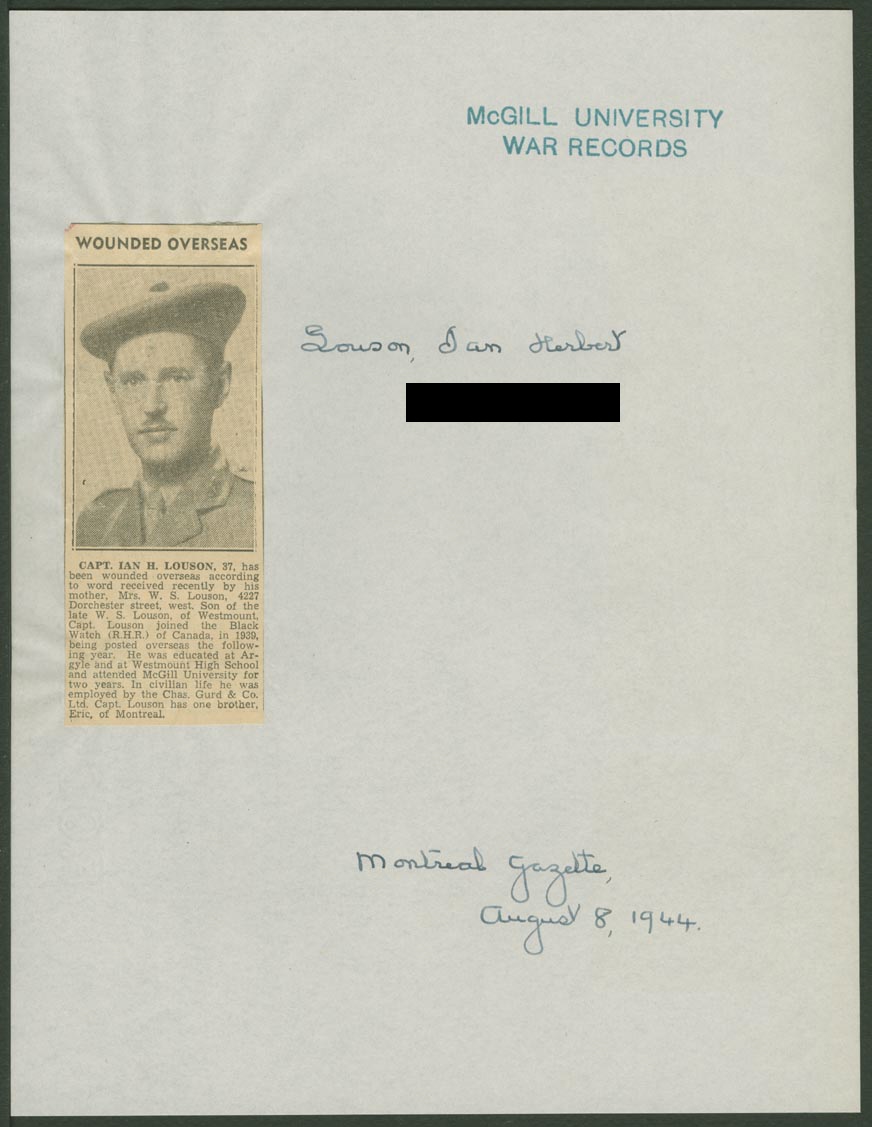 McGILL UNIVERSITY
WAR RECORDS
WOUNDED OVERSEAS
Louson, Ian Herbert
CAPT. IAN H. LOUSON, 37, has
been wounded overseas according
to word received recently by his
mother, Mrs. W. S. Louson, 4227
Dorchester street, west. Son of the
late W. S. Louson, of Westmount,
Capt. Louson joined the Black
Watch (R.H.R.) of Canada, in 1939,
being posted overseas the follow-
ing year. He was educated at Ar-
gyle and at Westmount High School
and attended McGill University for
two years. In civilian life he was
employed by the Chas. Gurd & Co.
Ltd. Capt. Louson has one brother,
Eric, of Montreal.
Montreal Gazette,
August 8, 1944.